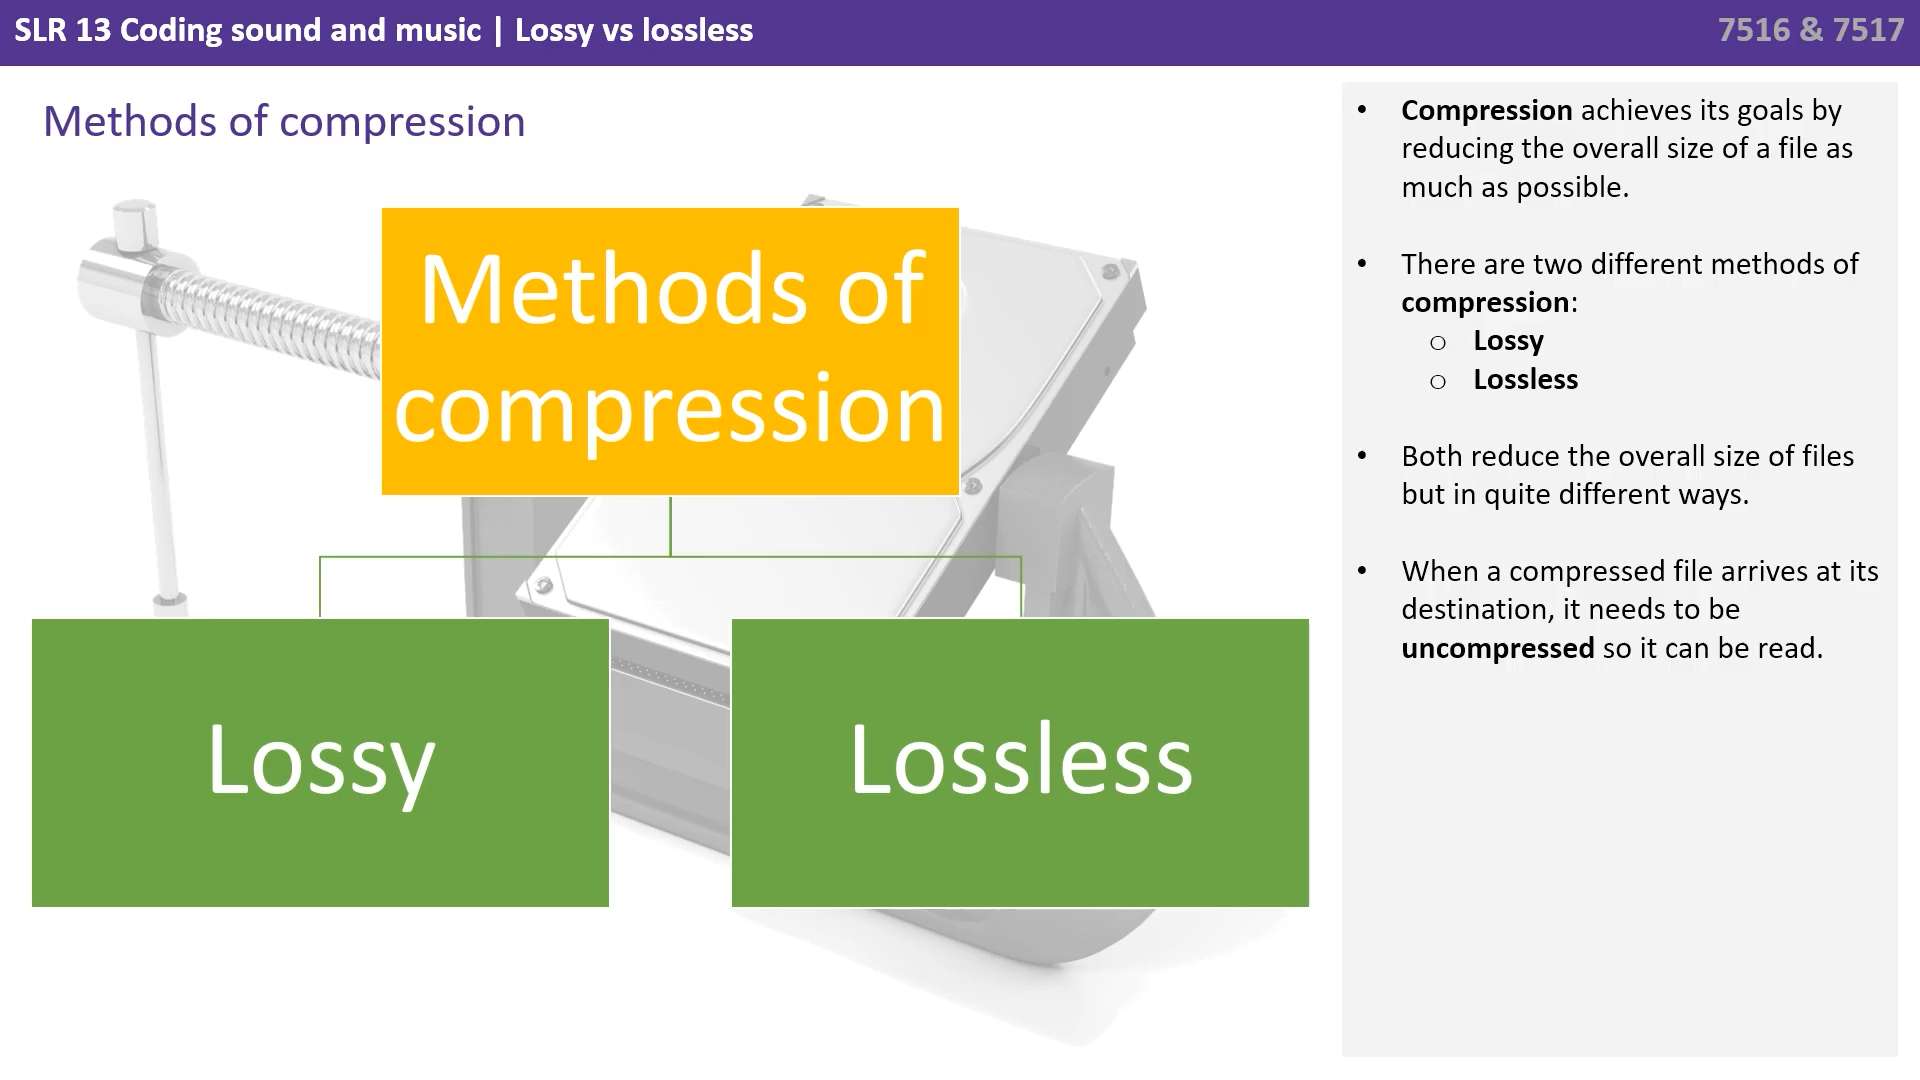 SLR 13 Coding sound and music | Lossy vs lossless
7516 & 7517
Methods of compression
Methods of
compression
Lossy
Lossless
• Compression achieves its goals by
reducing the overall size of a file as
much as possible.
• There are two different methods of
compression:
○ Lossy
○ Lossless
• Both reduce the overall size of files
but in quite different ways.
• When a compressed file arrives at its
destination, it needs to be
uncompressed so it can be read.